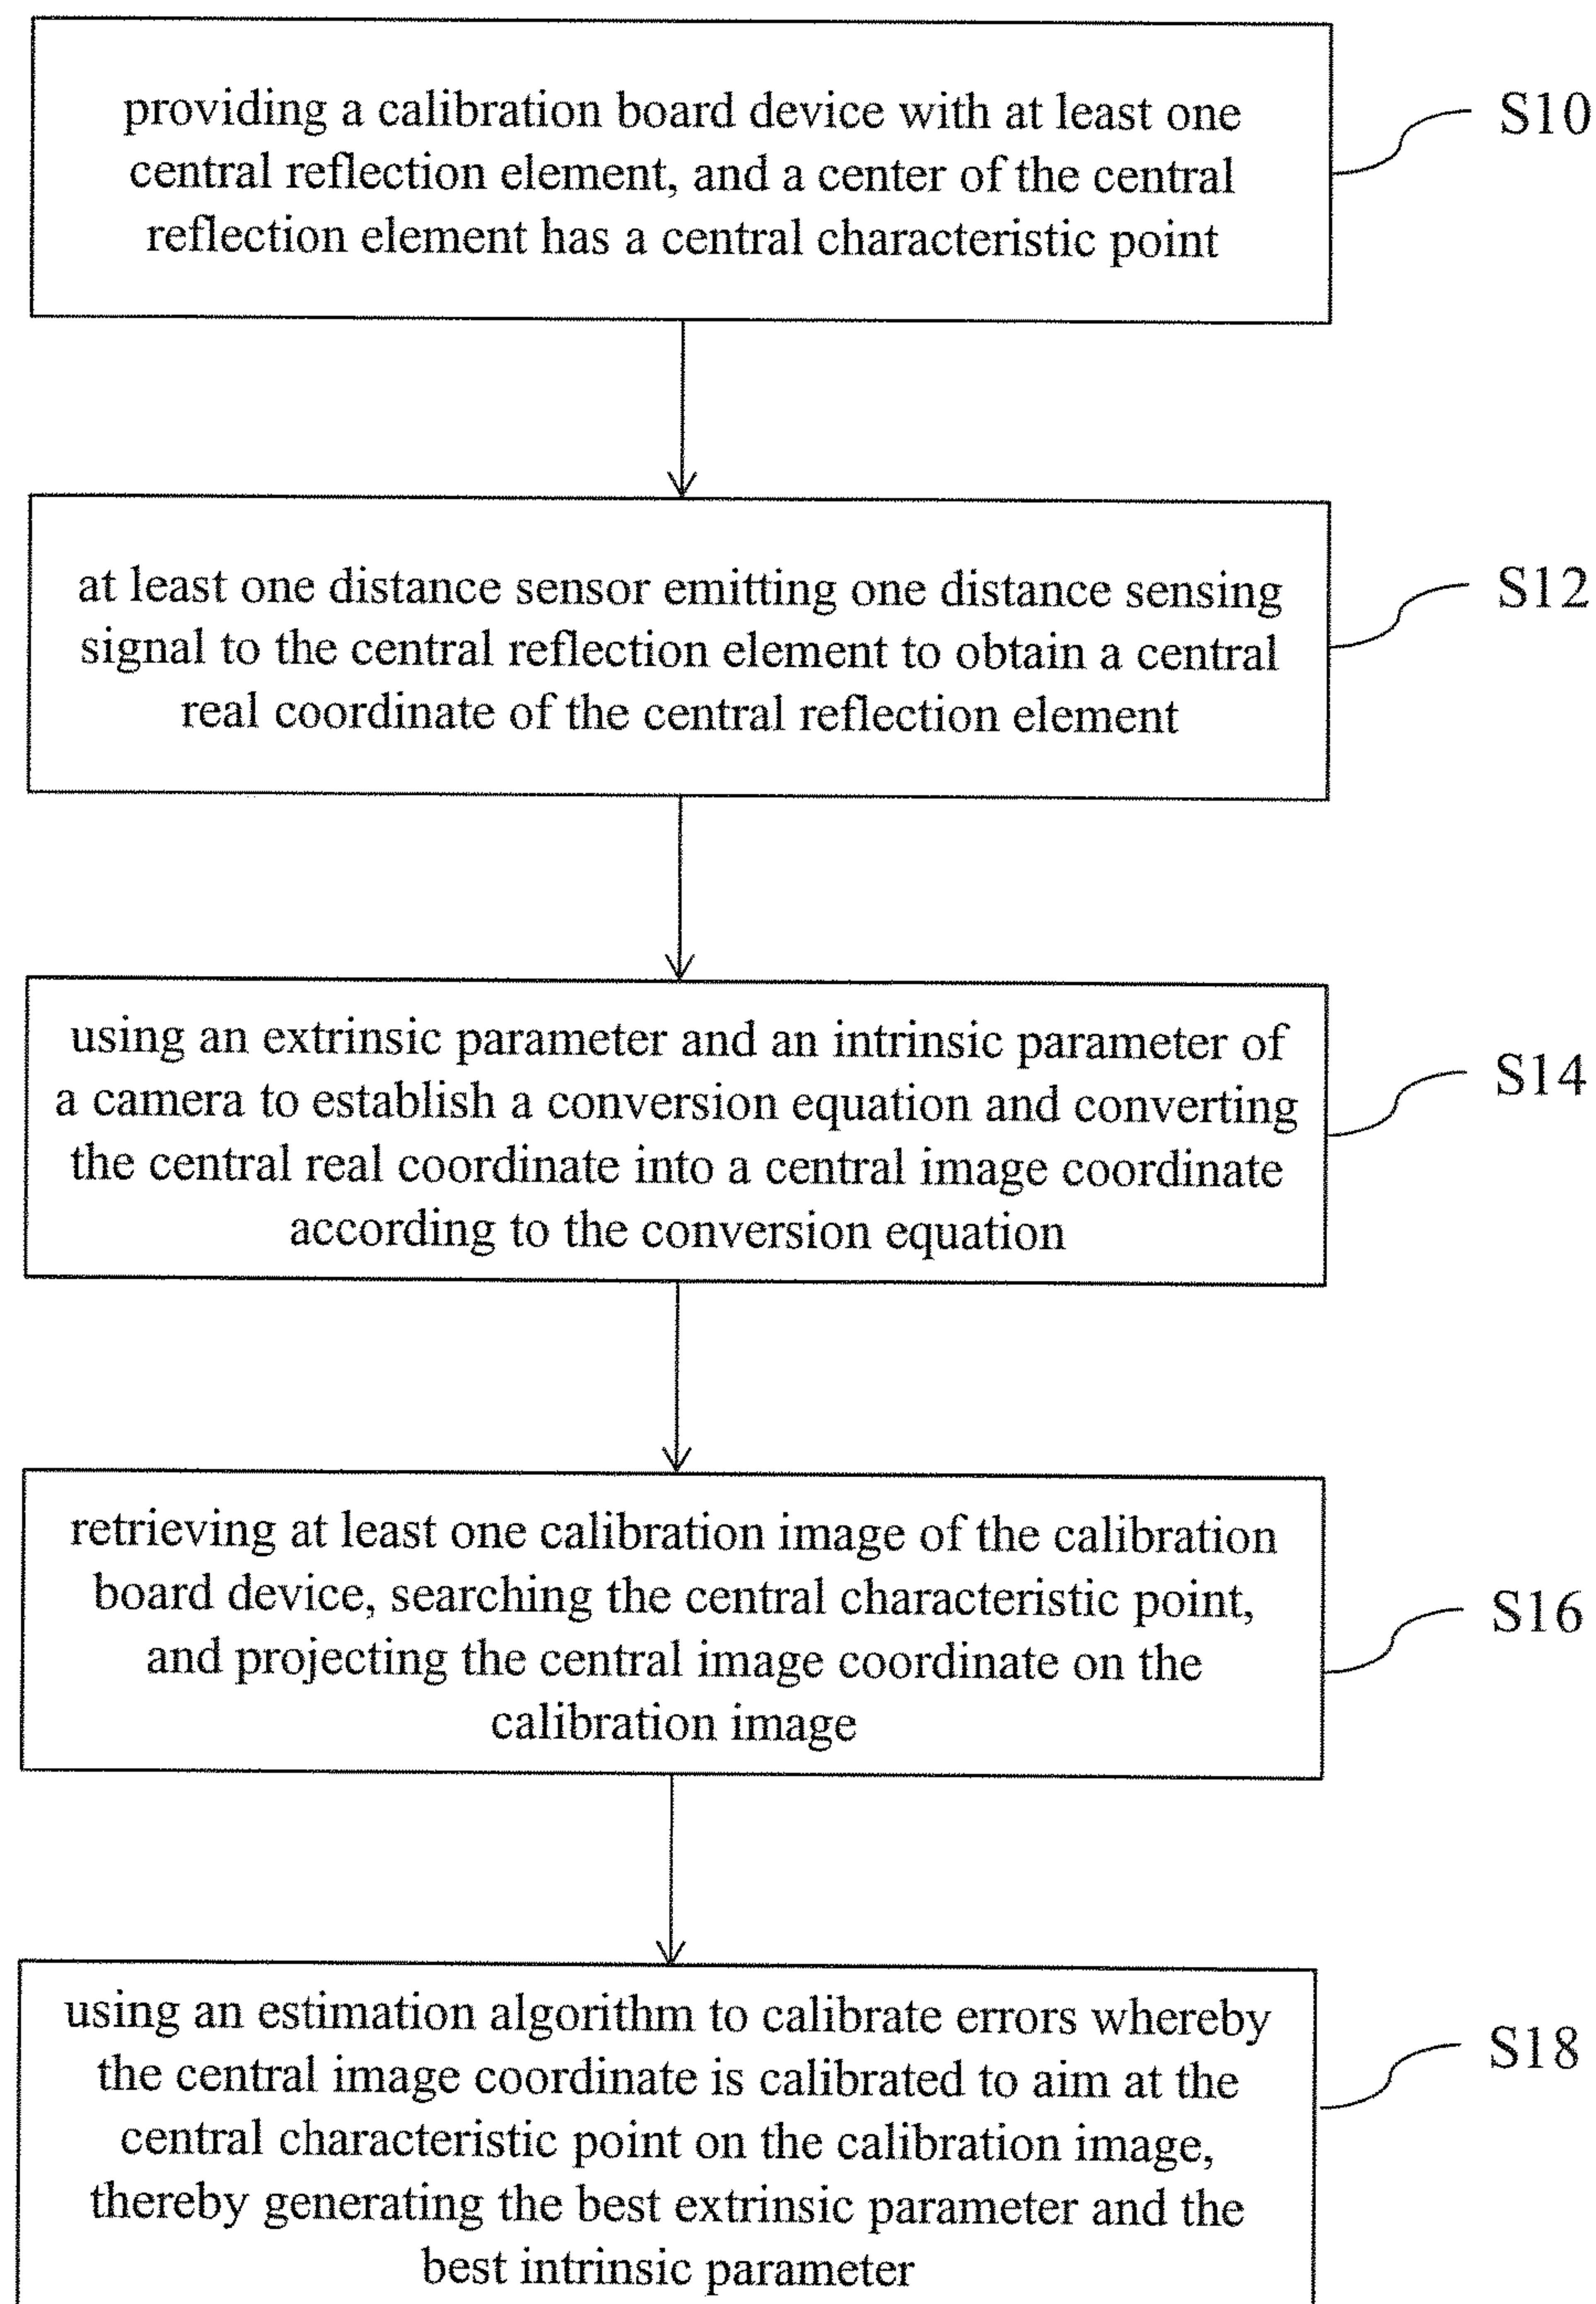 providing a calibration board device with at least one
central reflection element, and a center of the central
reflection element has a central characteristic point
S10
at least one distance sensor emitting one distance sensing
signal to the central reflection element to obtain a central
real coordinate of the central reflection element
S12
using an extrinsic parameter and an intrinsic parameter of
a camera to establish a conversion equation and converting
the central real coordinate into a central image coordinate
according to the conversion equation
S14
retrieving at least one calibration image of the calibration
board device, searching the central characteristic point,
and projecting the central image coordinate on the
calibration image
S16
using an estimation algorithm to calibrate errors whereby
the central image coordinate is calibrated to aim at the
central characteristic point on the calibration image,
thereby generating the best extrinsic parameter and the
best intrinsic parameter
S18